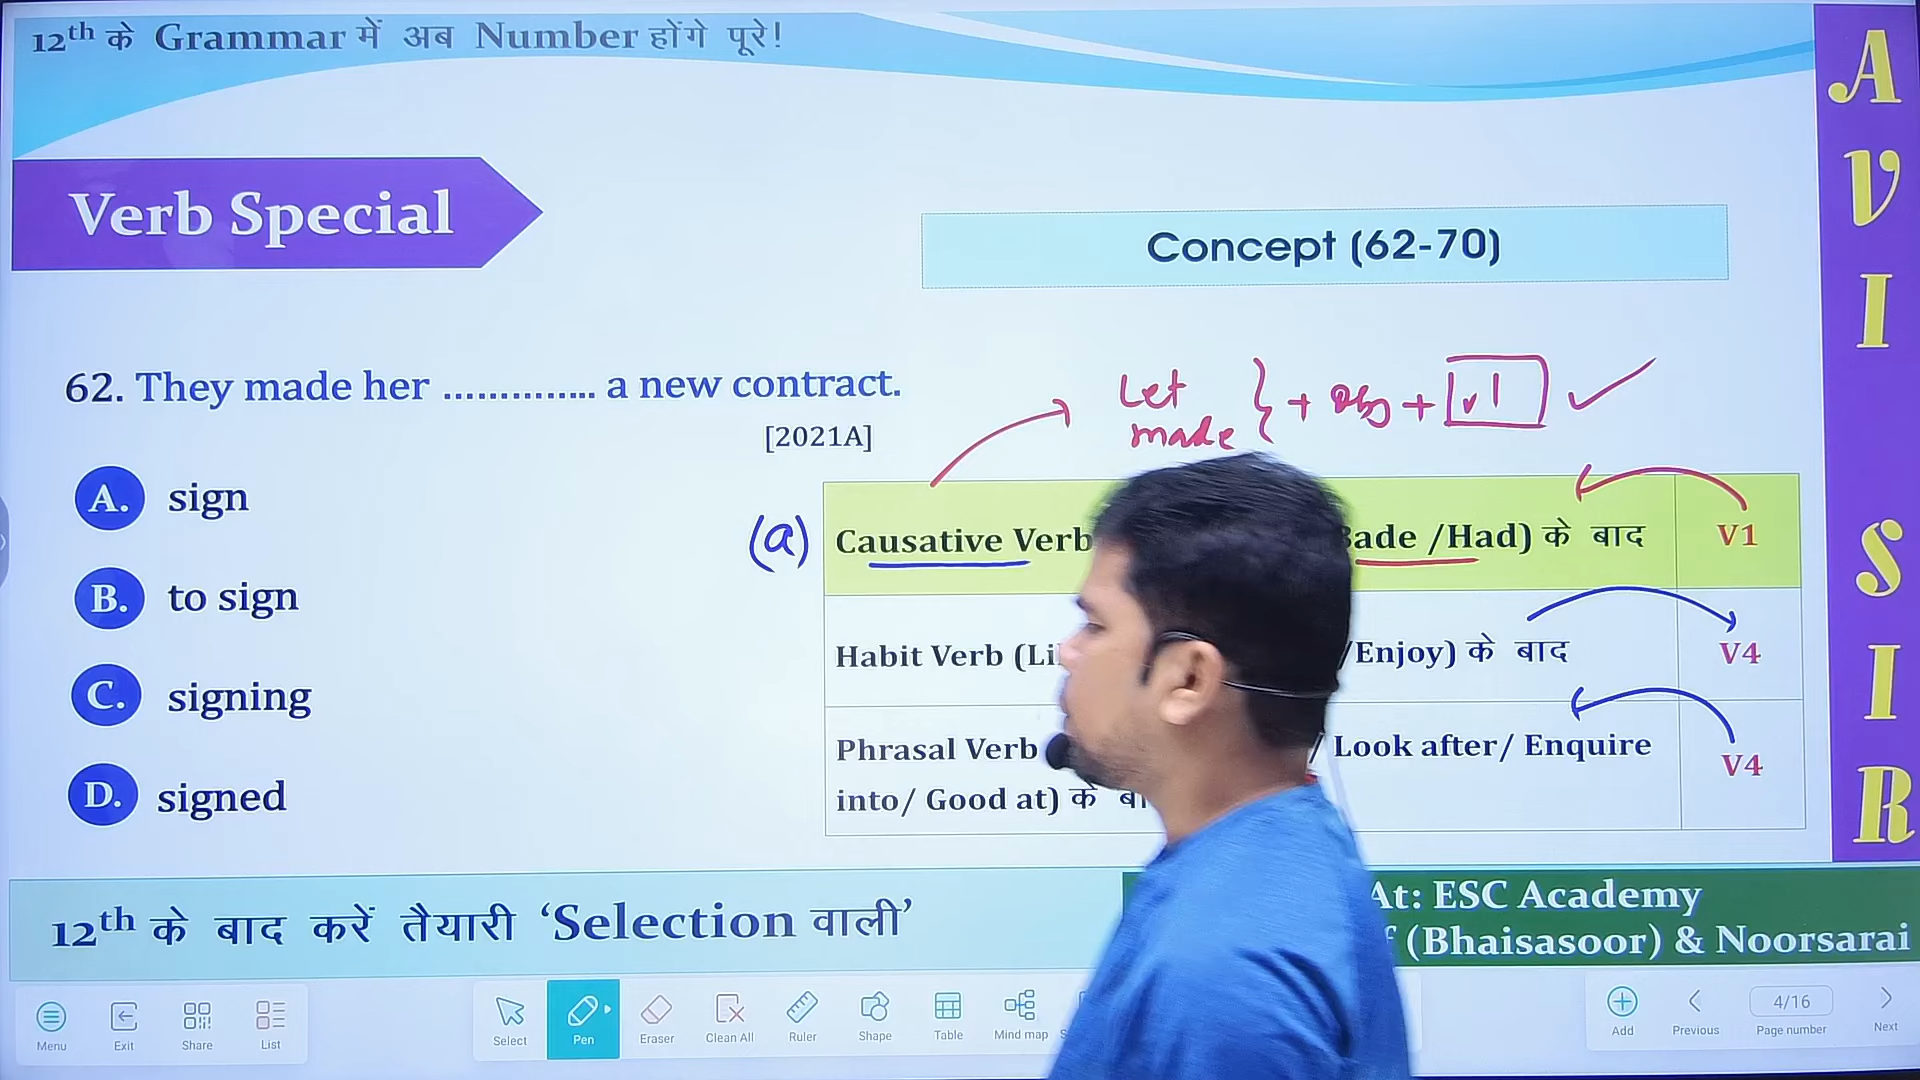 12th के Grammar में अब Number होंगे पूरे!
Verb Special
Concept (62-70)
62. They made her .............. a new contract.
[2021A]
Let
made } + obj + v1 ✓
A. sign
B. to sign
C. signing
D. signed
(a) Causative Verb /Had) के बाद V1
Habit Verb /Enjoy) के बाद V4
Phrasal Verb / Look after/ Enquire
into/ Good at) के V4
12th के बाद करें तैयारी ‘Selection वाली’
At: ESC Academy
(Bhaisasoor) & Noorsarai
AVI SIR
Menu Exit Share List Select Pen Eraser Clean All Ruler Shape Table Mind map Add Previous 4/16 Page number Next